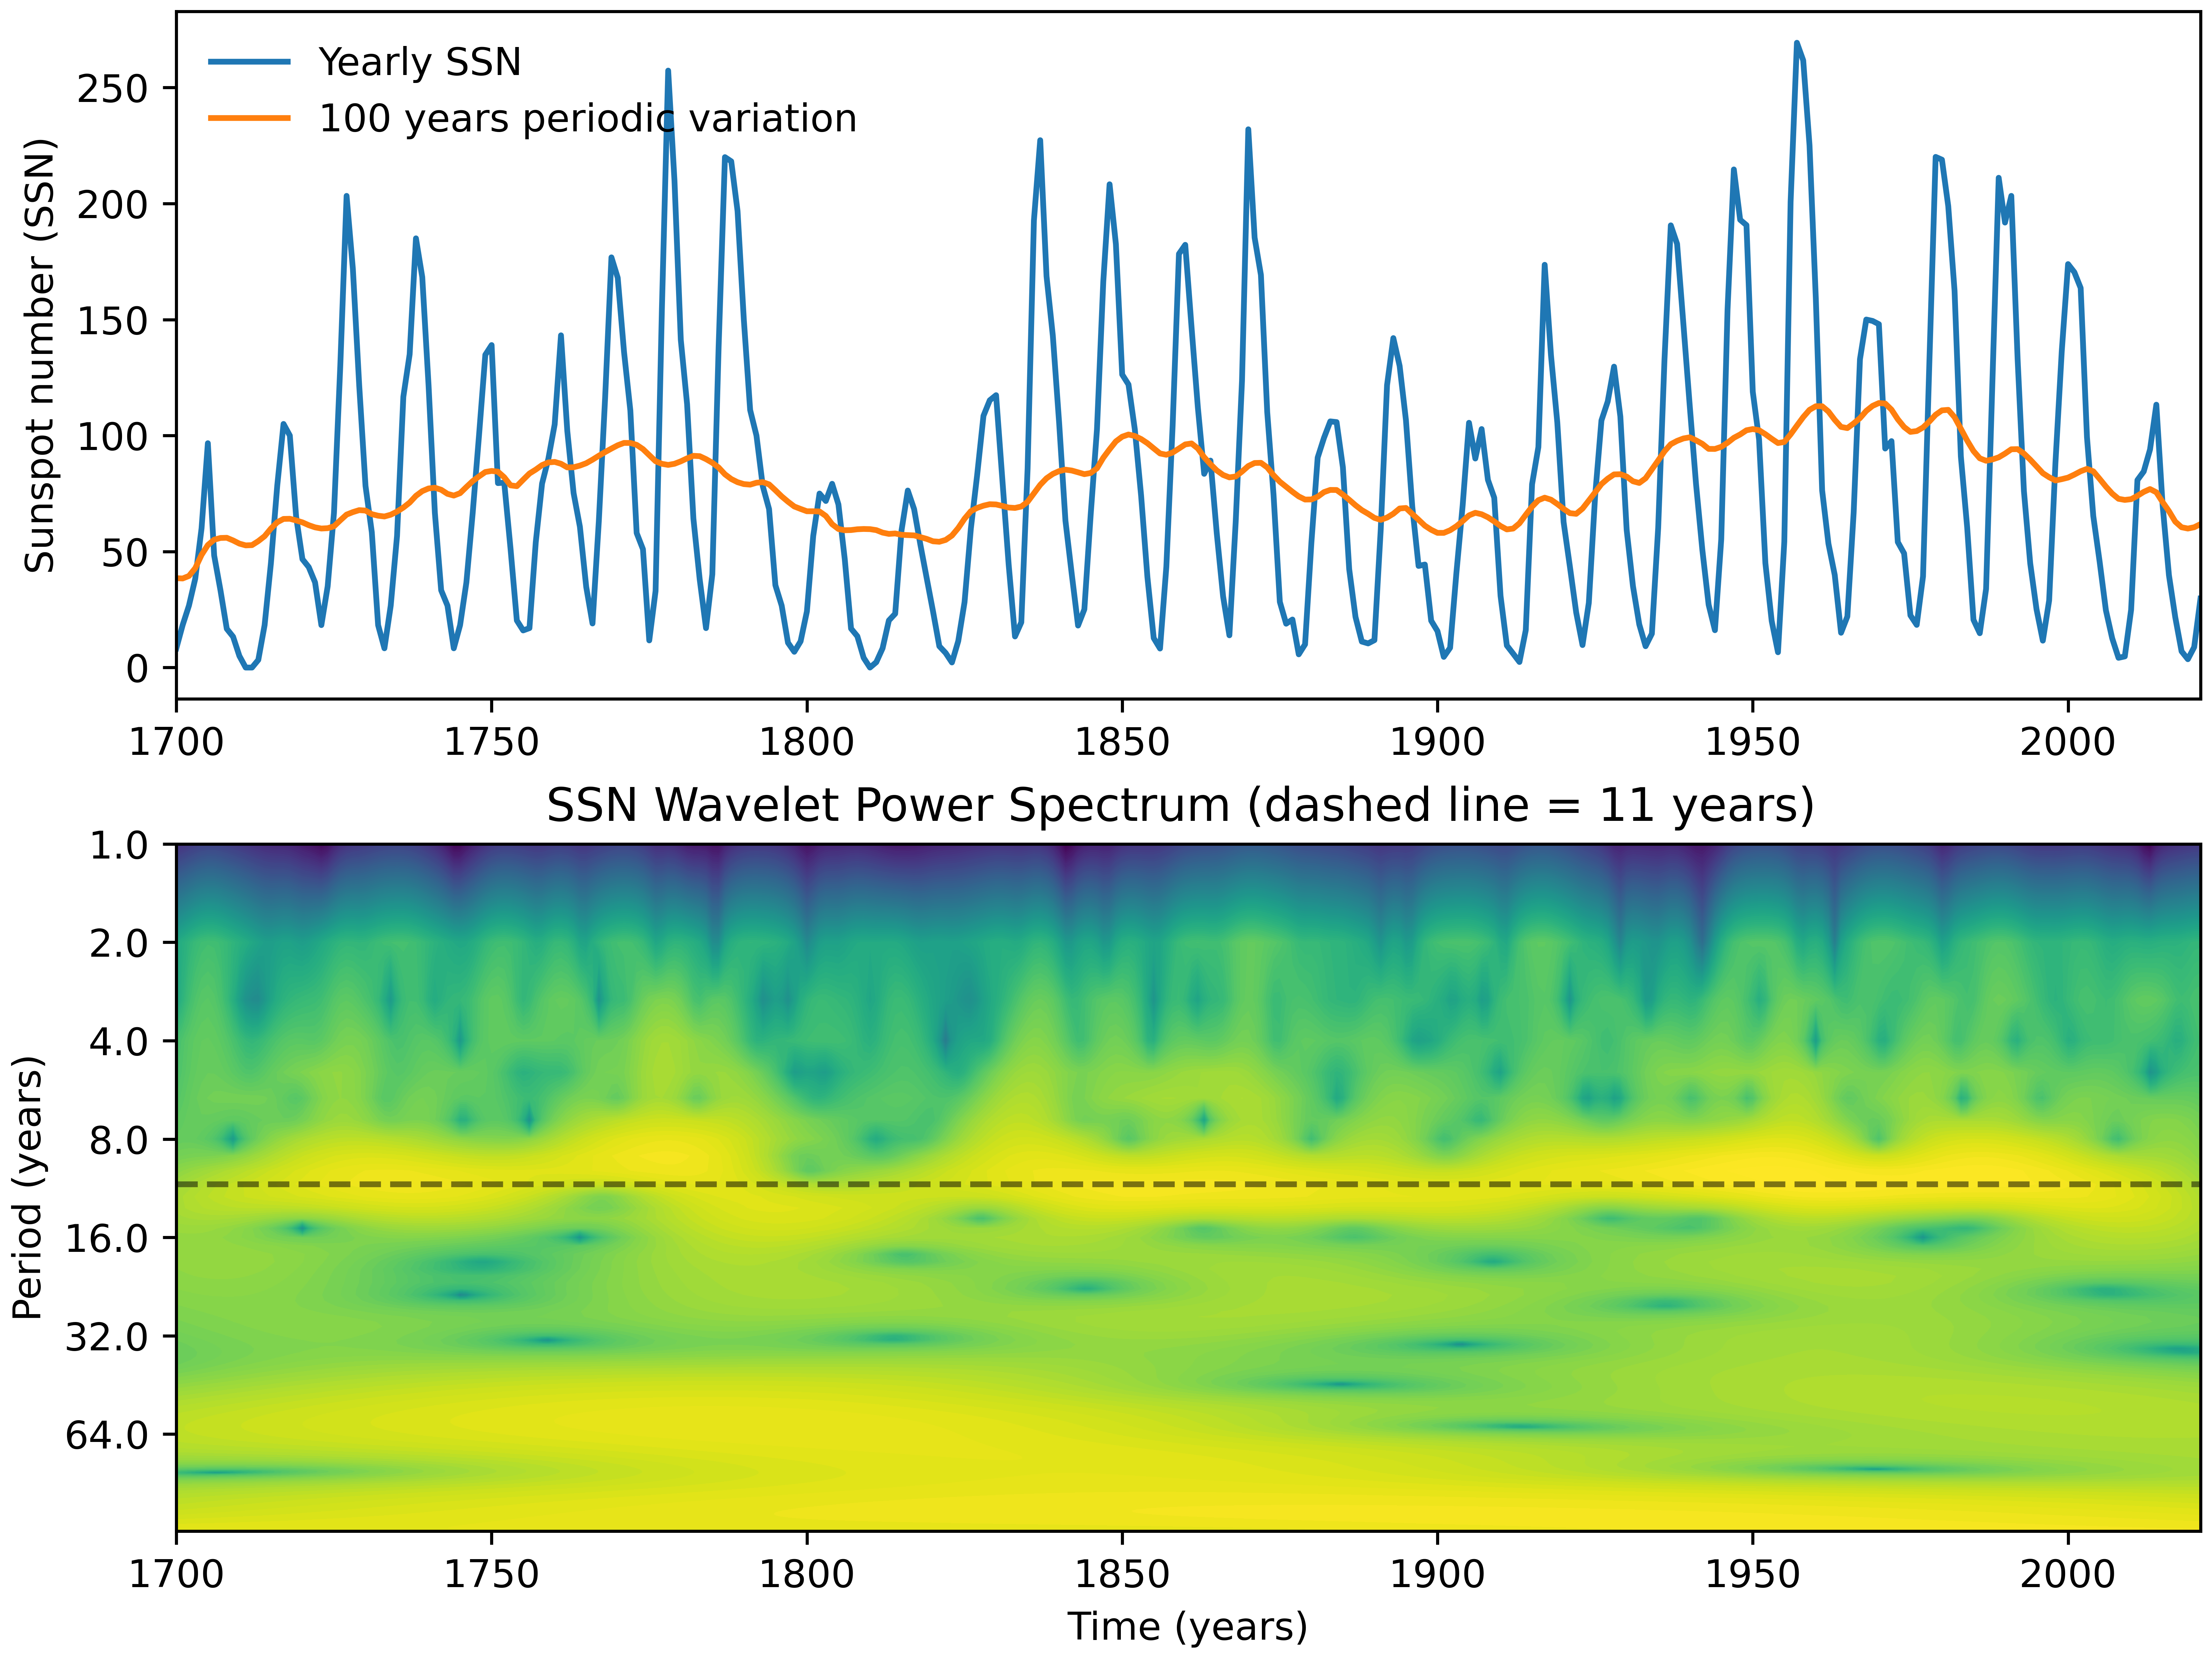 Yearly SSN
100 years periodic variation
Sunspot number (SSN)
250
200
150
100
50
0
1700 1750 1800 1850 1900 1950 2000
SSN Wavelet Power Spectrum (dashed line = 11 years)
Period (years)
1.0
2.0
4.0
8.0
16.0
32.0
64.0
1700 1750 1800 1850 1900 1950 2000
Time (years)